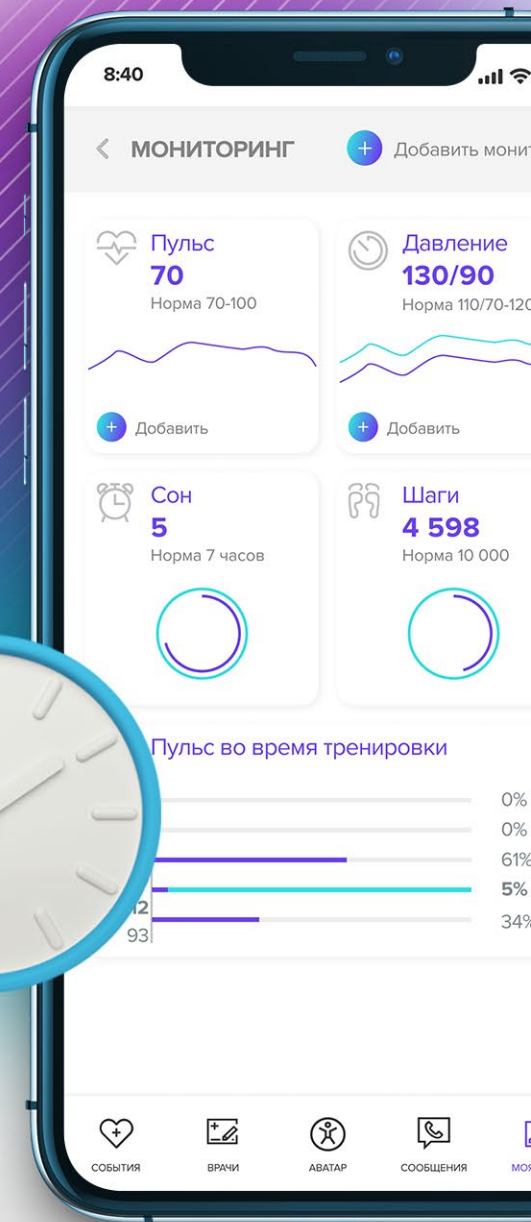 8:40
МОНИТОРИНГ
Добавить
Пульс
70
Норма 70-100
Добавить
Давление
130/90
Норма 110/70-120
Добавить
Сон
5
Норма 7 часов
Шаги
4 598
Норма 10 000
Пульс во время тренировки
0%
0%
61%
5%
34%
93
СОБЫТИЯ
ВРАЧИ
АВАТАР
СООБЩЕНИЯ